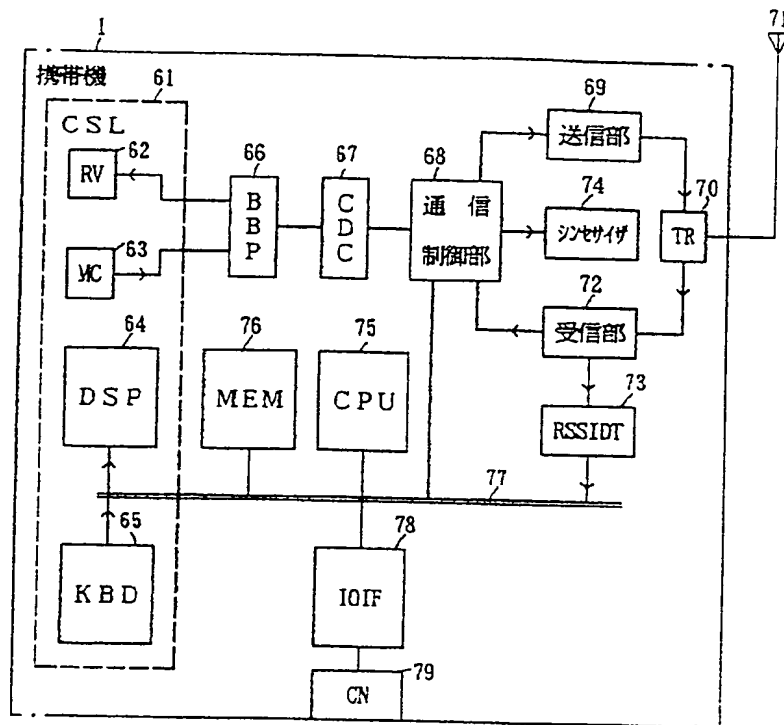 1
71
携帯機
61
69
CSL
送信部
62
66
67
68
70
RV
BBP
CDC
通信
制御部
74
シンセサイザ
TR
63
MC
72
受信部
64
76
75
73
DSP
MEM
CPU
RSSIDT
77
65
78
KBD
IOIF
79
CN